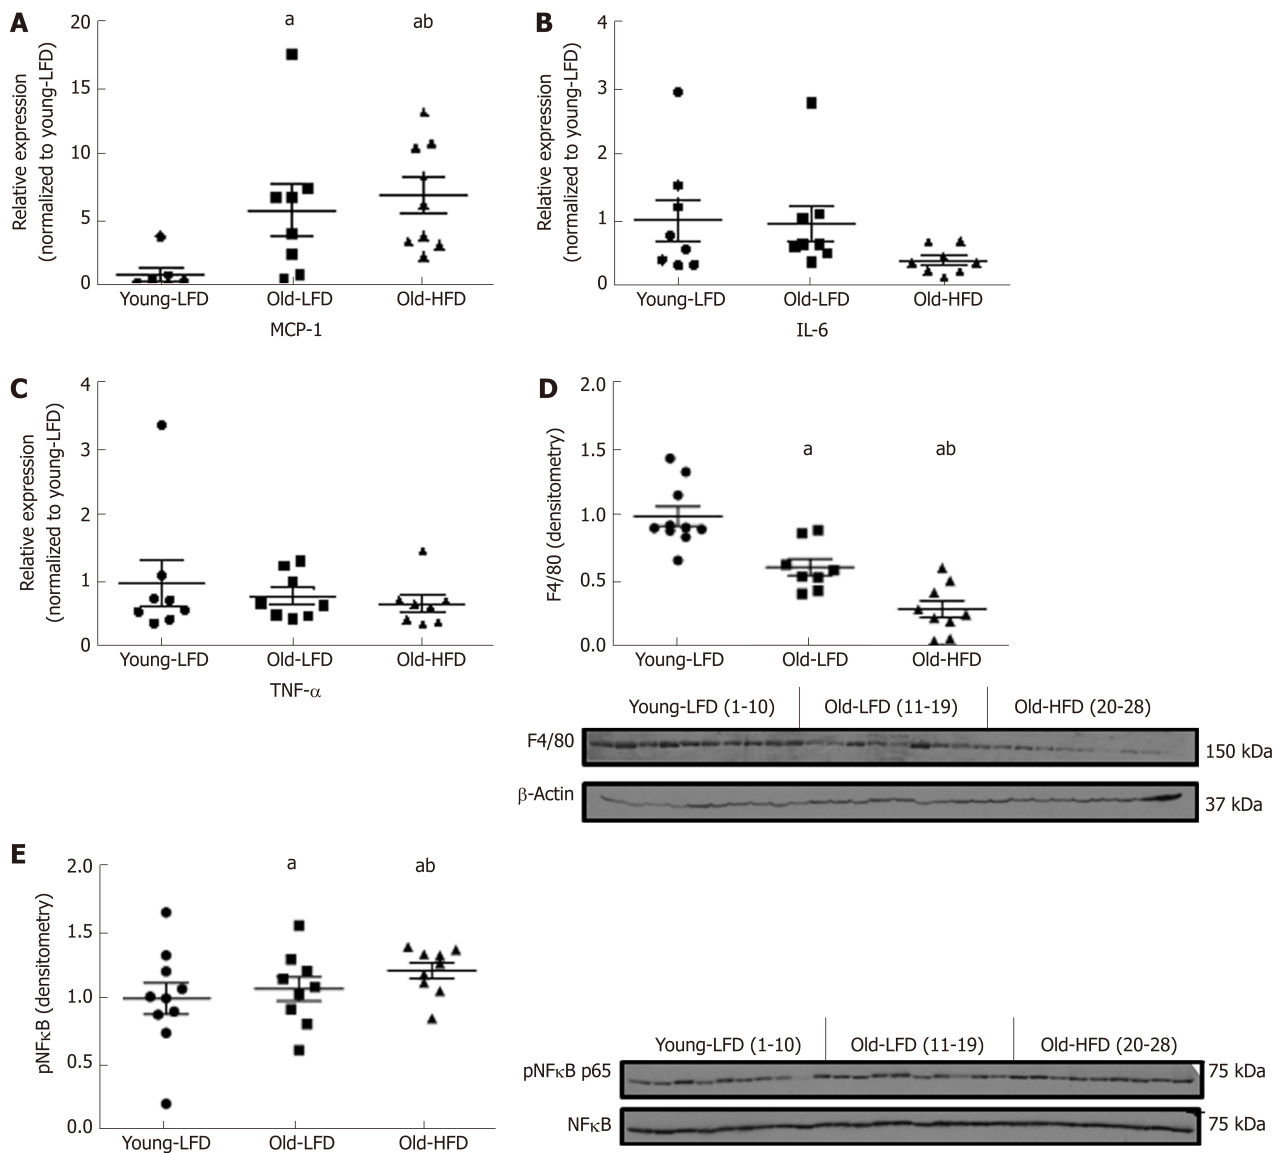 A
Relative expression
(normalized to young-LFD)
20
15
10
5
0
a
ab
Young-LFD
Old-LFD
Old-HFD
MCP-1
B
Relative expression
(normalized to young-LFD)
4
3
2
1
0
Young-LFD
Old-LFD
Old-HFD
IL-6
C
Relative expression
(normalized to young-LFD)
4
3
2
1
0
Young-LFD
Old-LFD
Old-HFD
TNF-α
D
F4/80 (densitometry)
2.0
1.5
1.0
0.5
0.0
a
ab
Young-LFD
Old-LFD
Old-HFD
Young-LFD (1-10)
Old-LFD (11-19)
Old-HFD (20-28)
F4/80
150 kDa
β-Actin
37 kDa
E
pNFκB (densitometry)
2.0
1.5
1.0
0.5
0.0
a
ab
Young-LFD
Old-LFD
Old-HFD
Young-LFD (1-10)
Old-LFD (11-19)
Old-HFD (20-28)
pNFκB p65
75 kDa
NFκB
75 kDa